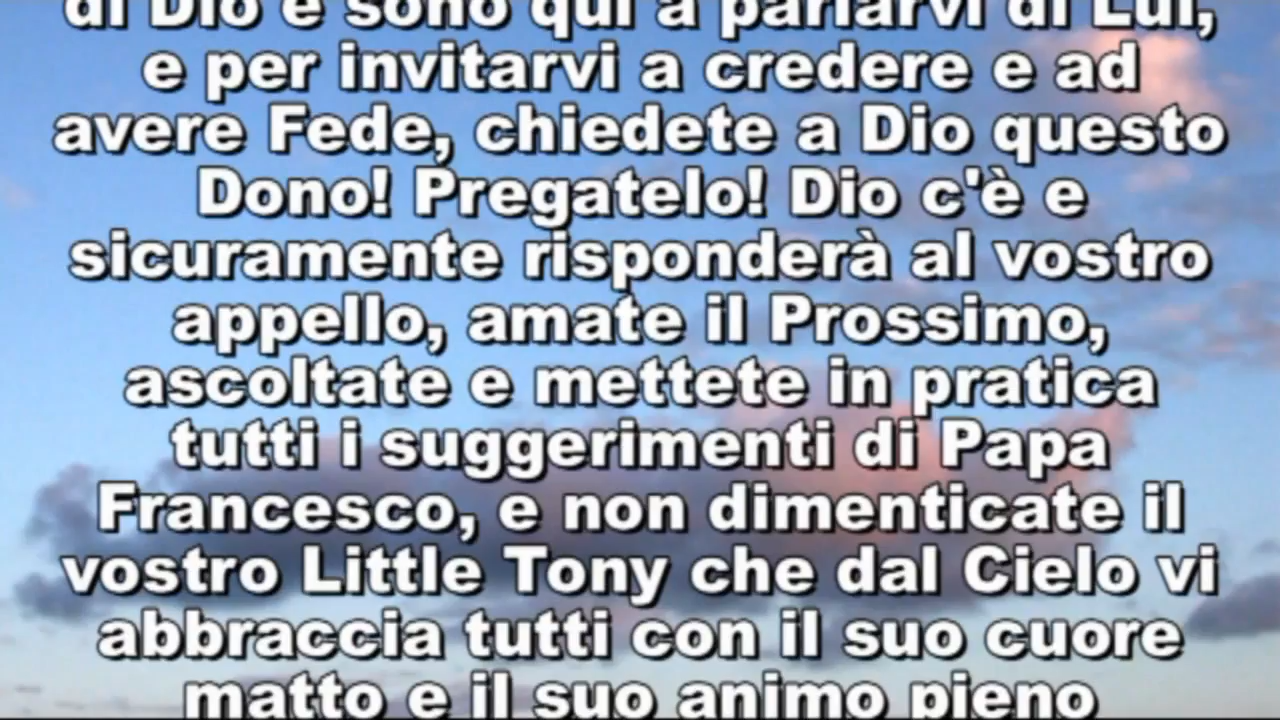 di Dio e sono qui a parlarvi di Lui,
e per invitarvi a credere e ad
avere Fede, chiedete a Dio questo
Dono! Pregatelo! Dio c'è e
sicuramente risponderà al vostro
appello, amate il Prossimo,
ascoltate e mettete in pratica
tutti i suggerimenti di Papa
Francesco, e non dimenticate il
vostro Little Tony che dal Cielo vi
abbraccia tutti con il suo cuore
matto e il suo animo pieno